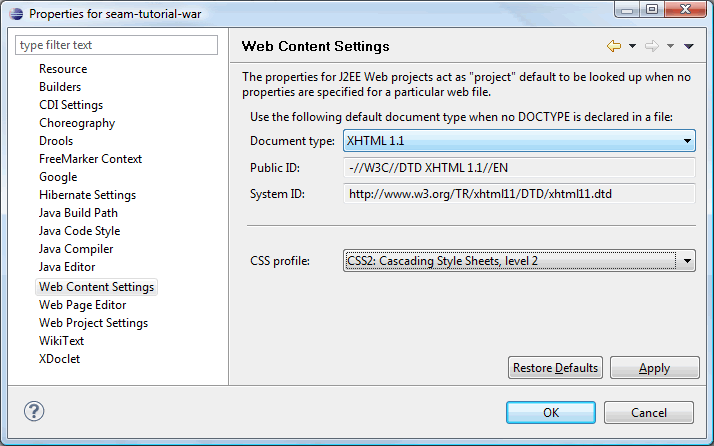 Properties for seam-tutorial-war
type filter text
Resource
Builders
CDI Settings
Choreography
Drools
FreeMarker Context
Google
Hibernate Settings
Java Build Path
Java Code Style
Java Compiler
Java Editor
Web Content Settings
Web Page Editor
Web Project Settings
WikiText
XDoclet
Web Content Settings
The properties for J2EE Web projects act as "project" default to be looked up when no
properties are specified for a particular web file.
Use the following default document type when no DOCTYPE is declared in a file:
Document type: XHTML 1.1
Public ID: -//W3C//DTD XHTML 1.1//EN
System ID: http://www.w3.org/TR/xhtml11/DTD/xhtml11.dtd
CSS profile: CSS2: Cascading Style Sheets, level 2
Restore Defaults Apply
? OK Cancel